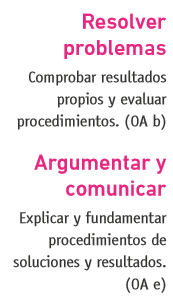 Resolver
problemas
Comprobar resultados
propios y evaluar
procedimientos. (OA b)
Argumentar y
comunicar
Explicar y fundamentar
procedimientos de
soluciones y resultados.
(OA e)